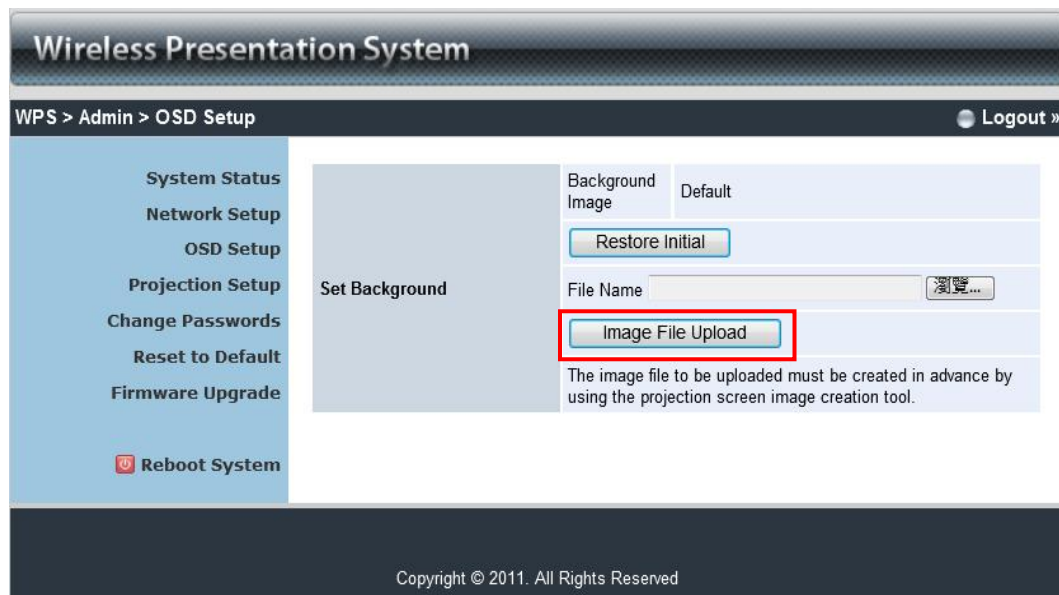 Wireless Presentation System
WPS > Admin > OSD Setup
Logout »
System Status
Network Setup
OSD Setup
Projection Setup
Change Passwords
Reset to Default
Firmware Upgrade
Reboot System
Set Background
Background
Image
Default
Restore Initial
File Name
瀏覽...
Image File Upload
The image file to be uploaded must be created in advance by
using the projection screen image creation tool.
Copyright © 2011. All Rights Reserved